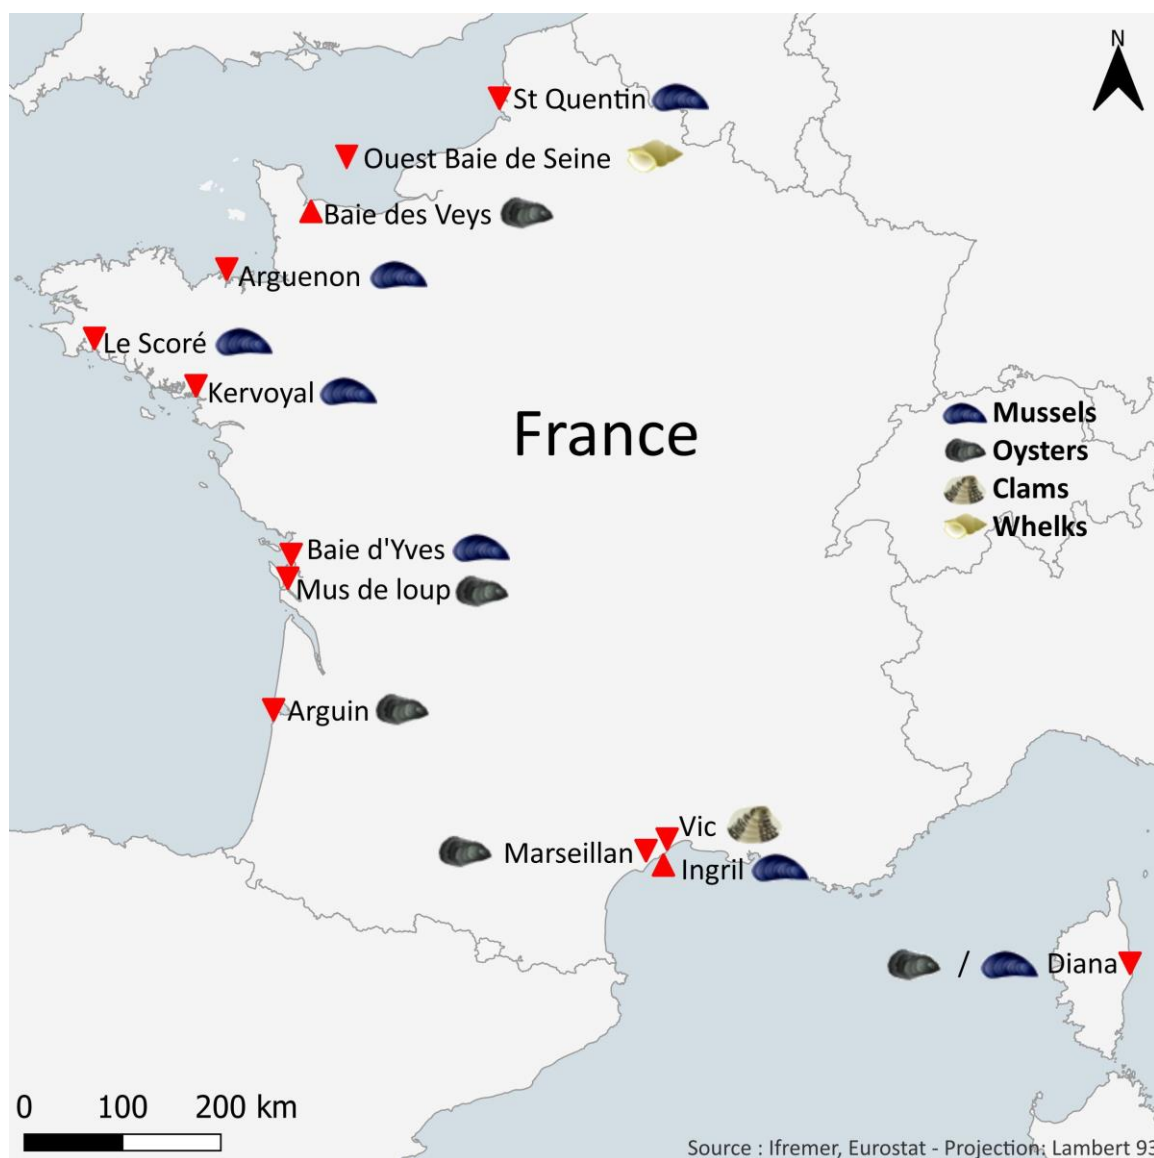 N
St Quentin
Ouest Baie de Seine
Baie des Veys
Arguenon
Le Scoré
Kervoyal
France
Mussels
Oysters
Clams
Whelks
Baie d'Yves
Mus de loup
Arguin
Vic
Marseillan
Ingril
/ Diana
0 100 200 km
Source : Ifremer, Eurostat - Projection: Lambert 93